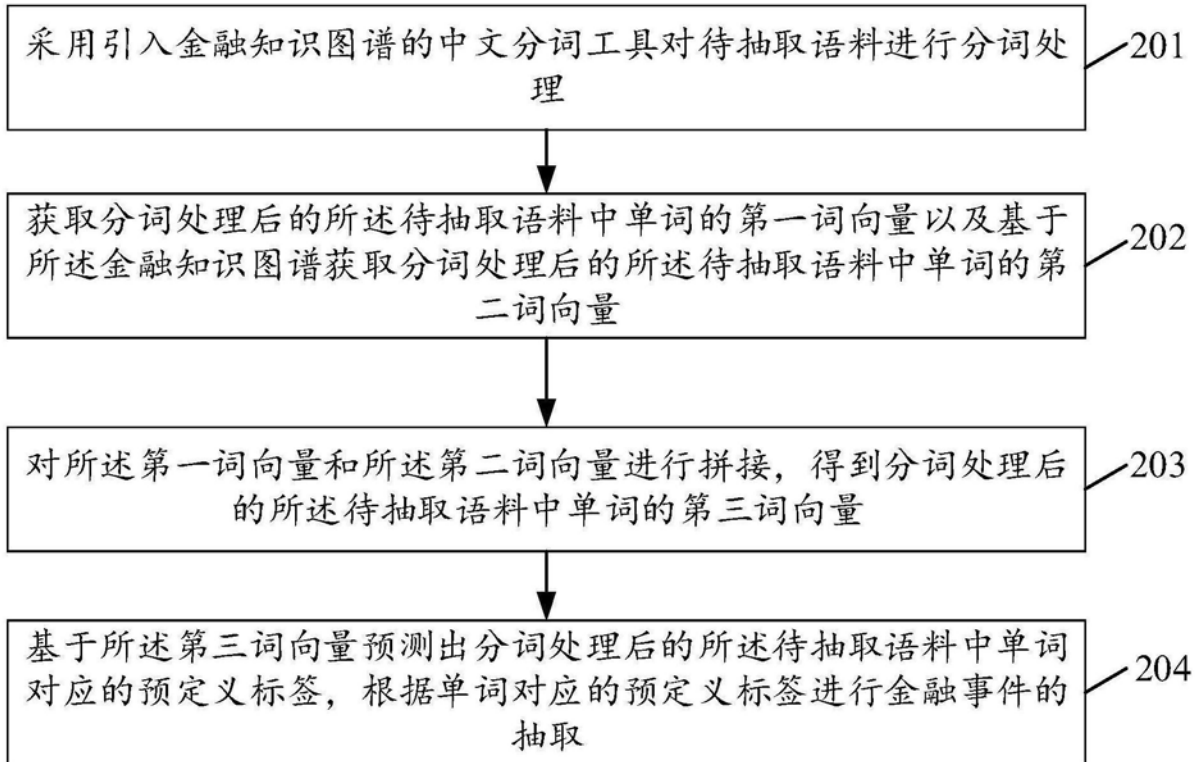 采用引入金融知识图谱的中文分词工具对待抽取语料进行分词处
理
201
获取分词处理后的所述待抽取语料中单词的第一词向量以及基于
所述金融知识图谱获取分词处理后的所述待抽取语料中单词的第
二词向量
202
对所述第一词向量和所述第二词向量进行拼接，得到分词处理后
的所述待抽取语料中单词的第三词向量
203
基于所述第三词向量预测出分词处理后的所述待抽取语料中单词
对应的预定义标签，根据单词对应的预定义标签进行金融事件的
抽取
204